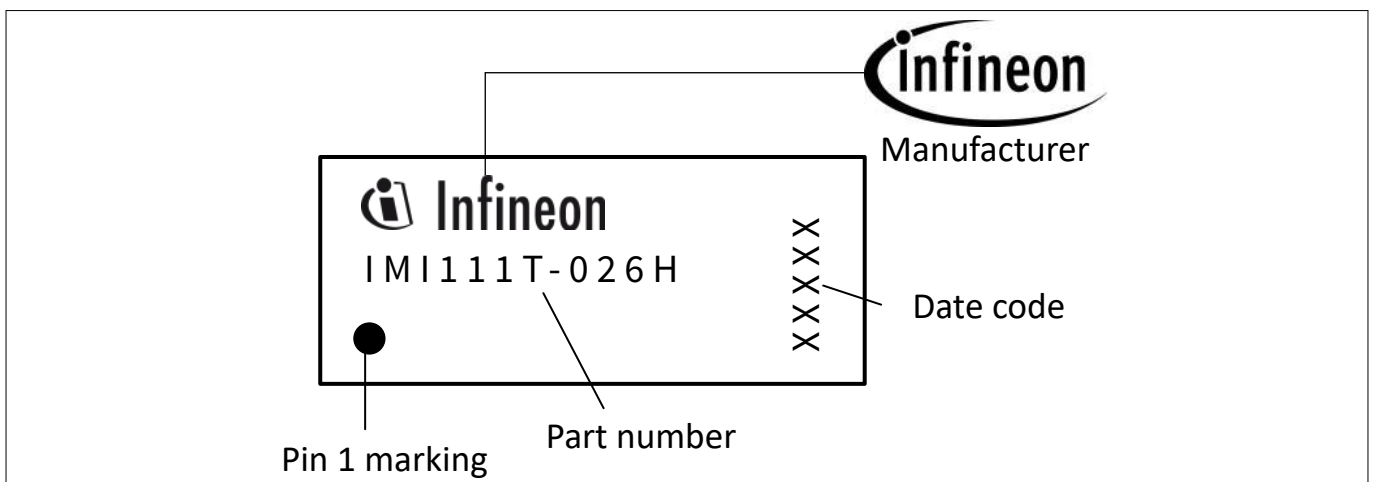 infineon
Manufacturer
Infineon
IMI111T-026H
XXXXX
Date code
Part number
Pin 1 marking